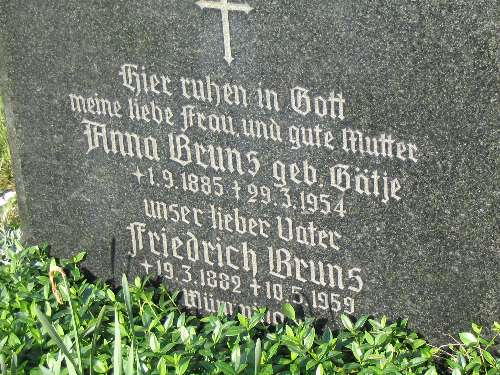 Hier ruhen in Gott
meine liebe Frau und gute Mutter
Anna Bruns geb. Gätje
+ 1.9.1885 + 29.3.1954
unser lieber Vater
Friedrich Bruns
+ 19.3.1882 + 10.5.1959